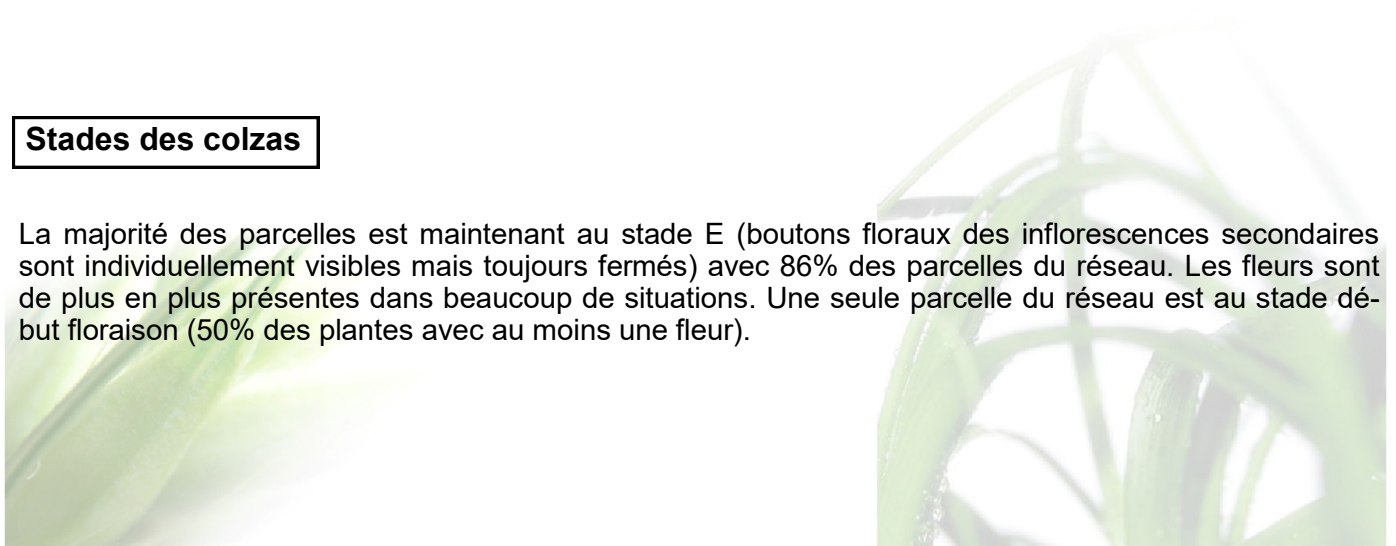 Stades des colzas
La majorité des parcelles est maintenant au stade E (boutons floraux des inflorescences secondaires
sont individuellement visibles mais toujours fermés) avec 86% des parcelles du réseau. Les fleurs sont
de plus en plus présentes dans beaucoup de situations. Une seule parcelle du réseau est au stade dé-
but floraison (50% des plantes avec au moins une fleur).